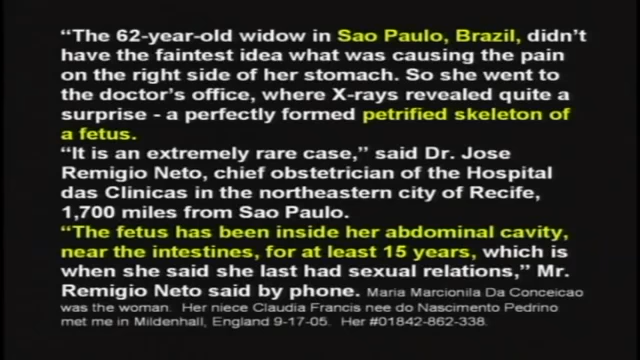 “The 62-year-old widow in Sao Paulo, Brazil, didn’t
have the faintest idea what was causing the pain
on the right side of her stomach. So she went to
the doctor’s office, where X-rays revealed quite a
surprise - a perfectly formed petrified skeleton of
a fetus.
“It is an extremely rare case,” said Dr. Jose
Remigio Neto, chief obstetrician of the Hospital
das Clinicas in the northeastern city of Recife,
1,700 miles from Sao Paulo.
“The fetus has been inside her abdominal cavity,
near the intestines, for at least 15 years, which is
when she said she last had sexual relations,” Mr.
Remigio Neto said by phone. Maria Marcionila Da Conceicao
was the woman. Her niece Claudia Francis nee do Nascimento Pedrino
met me in Mildenhall, England 9-17-05. Her #01842-862-338.